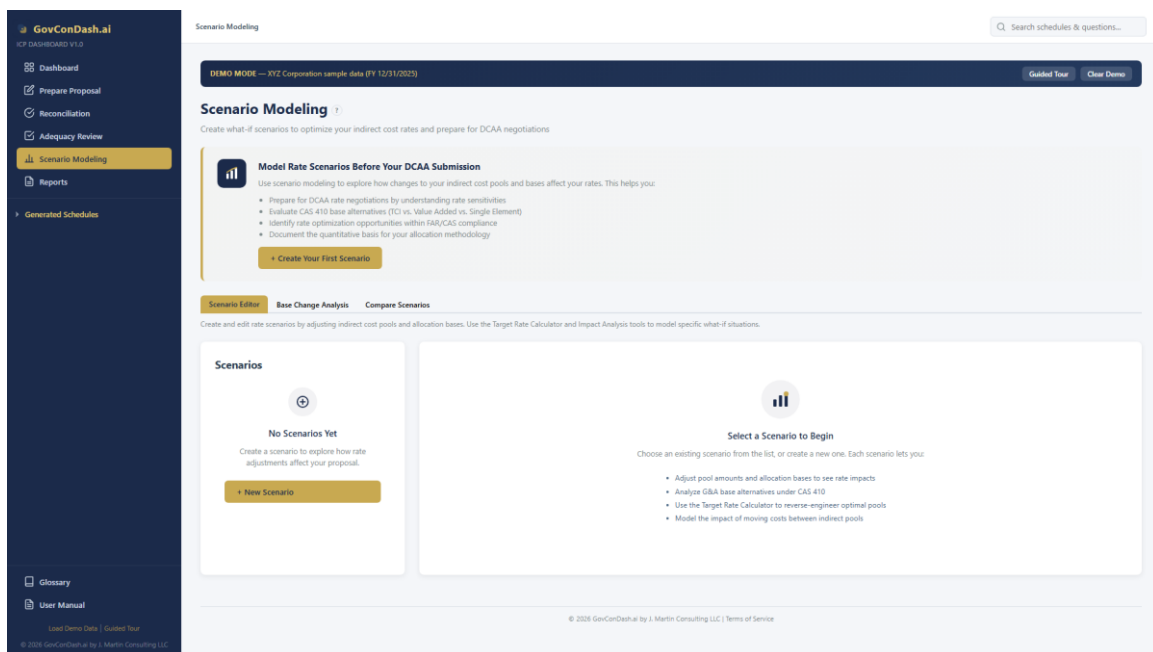 GovConDash.ai
ICP DASHBOARD V1.0
Dashboard
Prepare Proposal
Reconciliation
Adequacy Review
Scenario Modeling
Reports
Generated Schedules
Glossary
User Manual
Load Demo Data | Guided Tour
© 2026 GovConDash.ai by J. Martin Consulting LLC
Scenario Modeling
Search schedules & questions...
DEMO MODE — XYZ Corporation sample data (FY 12/31/2025)
Guided Tour
Clear Demo
Scenario Modeling ?
Create what-if scenarios to optimize your indirect cost rates and prepare for DCAA negotiations
Model Rate Scenarios Before Your DCAA Submission
Use scenario modeling to explore how changes to your indirect cost pools and bases affect your rates. This helps you:
• Prepare for DCAA rate negotiations by understanding rate sensitivities
• Evaluate CAS 410 base alternatives (TCI vs. Value Added vs. Single Element)
• Identify rate optimization opportunities within FAR/CAS compliance
• Document the quantitative basis for your allocation methodology
+ Create Your First Scenario
Scenario Editor
Base Change Analysis
Compare Scenarios
Create and edit rate scenarios by adjusting indirect cost pools and allocation bases. Use the Target Rate Calculator and Impact Analysis tools to model specific what-if situations.
Scenarios
No Scenarios Yet
Create a scenario to explore how rate
adjustments affect your proposal.
+ New Scenario
Select a Scenario to Begin
Choose an existing scenario from the list, or create a new one. Each scenario lets you:
• Adjust pool amounts and allocation bases to see rate impacts
• Analyze G&A base alternatives under CAS 410
• Use the Target Rate Calculator to reverse-engineer optimal pools
• Model the impact of moving costs between indirect pools
© 2026 GovConDash.ai by J. Martin Consulting LLC | Terms of Service